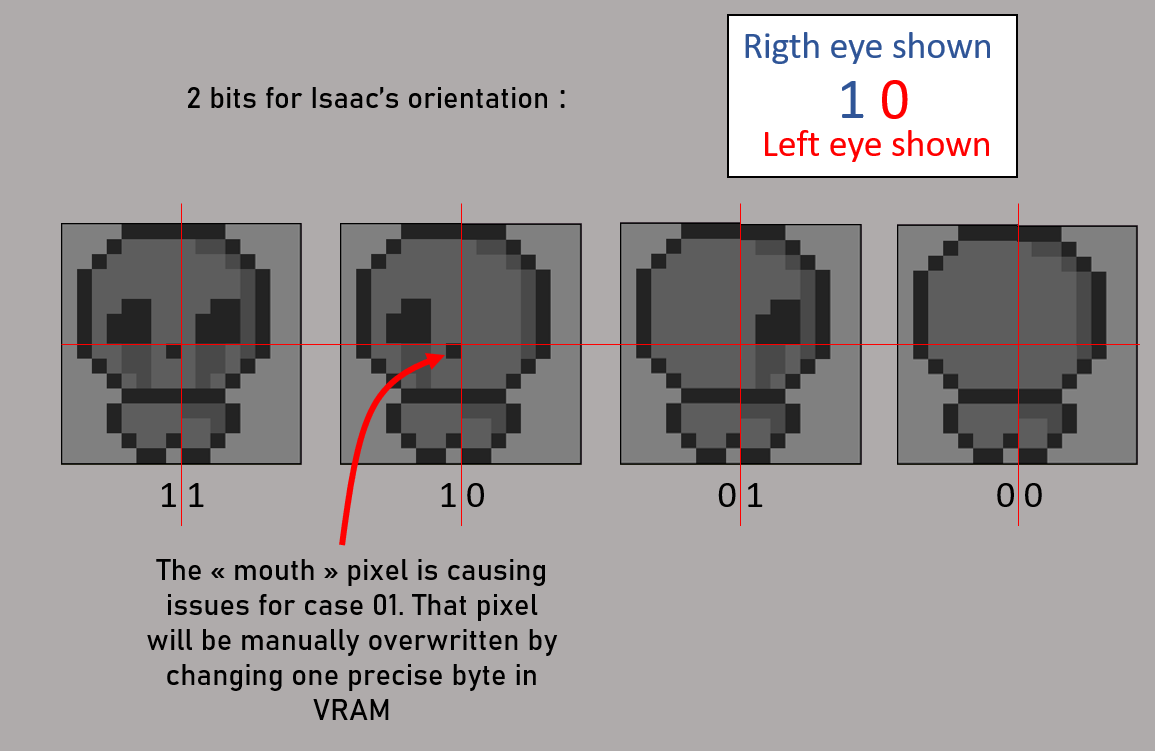 Rigth eye shown
2 bits for Isaac's orientation :
1 0
Left eye shown
1 1
1 0
0 1
0 0
The « mouth » pixel is causing
issues for case 01. That pixel
will be manually overwritten by
changing one precise byte in
VRAM